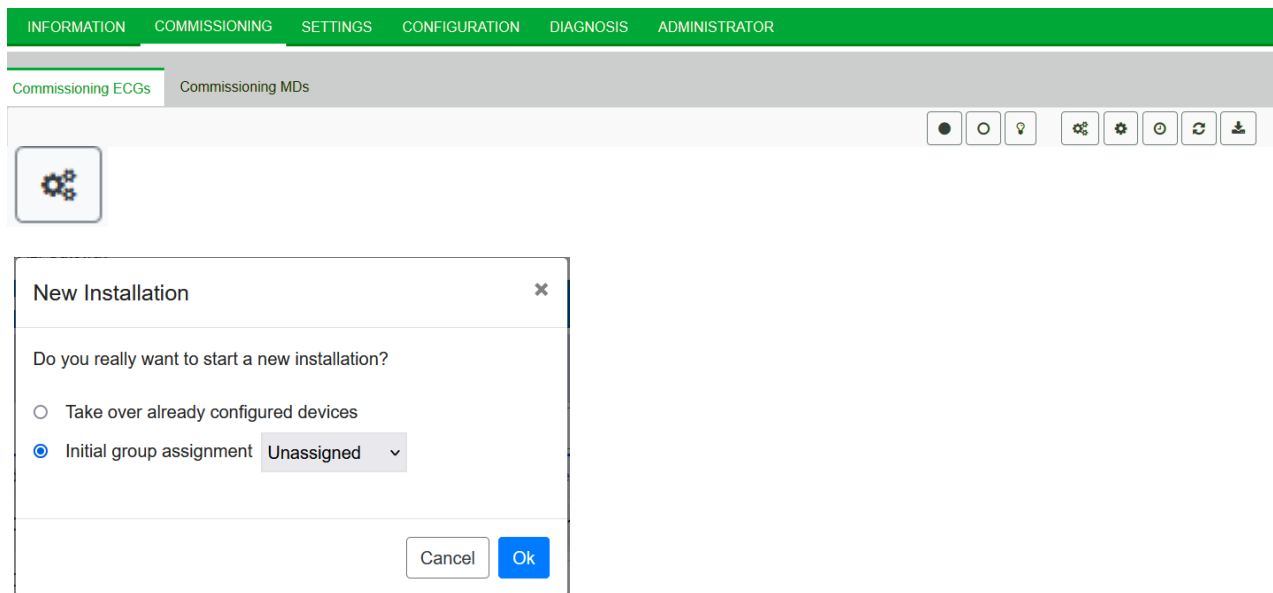 INFORMATION COMMISSIONING SETTINGS CONFIGURATION DIAGNOSIS ADMINISTRATOR
Commissioning ECGs Commissioning MDs
New Installation
Do you really want to start a new installation?
Take over already configured devices
Initial group assignment Unassigned
Cancel Ok